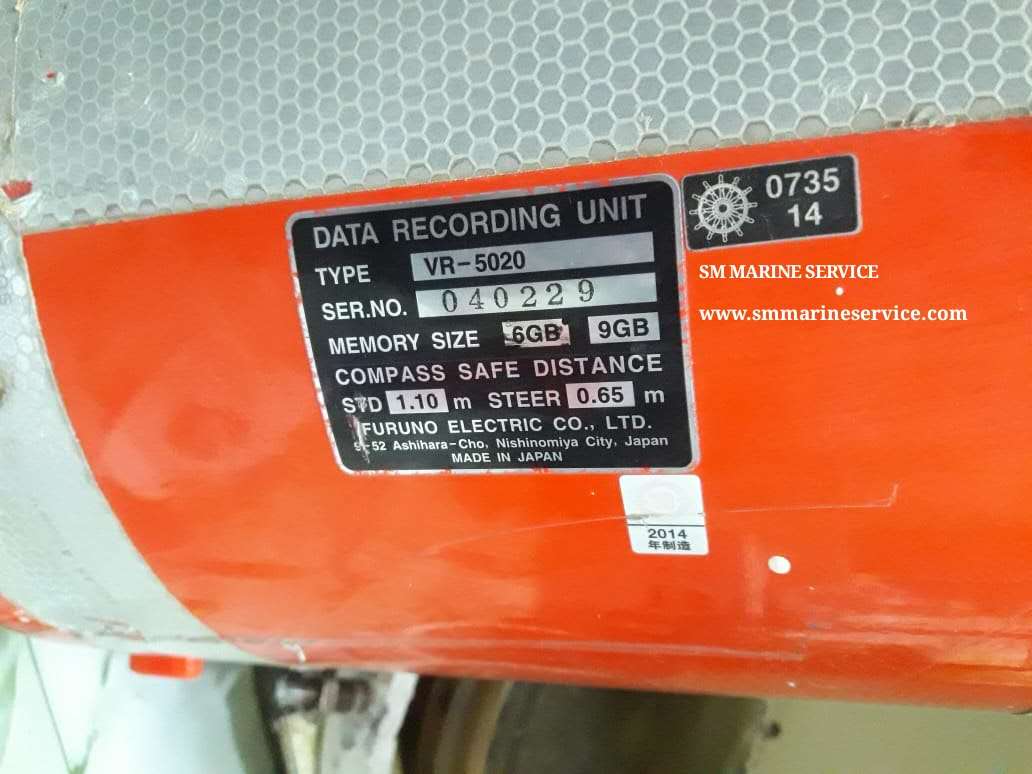 DATA RECORDING UNIT
TYPE VR-5020
SER.NO. 040229
MEMORY SIZE 6GB 9GB
COMPASS SAFE DISTANCE
STD 1.10 m STEER 0.65 m
FURUNO ELECTRIC CO., LTD.
9-52 Ashihara-Cho, Nishinomiya City, Japan
MADE IN JAPAN
0735
14
SM MARINE SERVICE
www.smmarineservice.com
2014
年制造